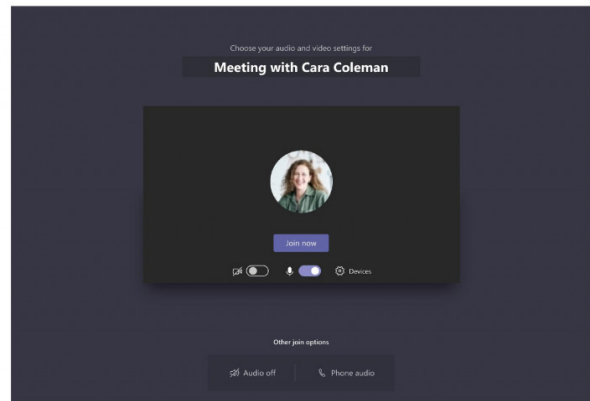 Choose your audio and video settings for
Meeting with Cara Coleman
Join now
Devices
Other join options
Audio off
Phone audio